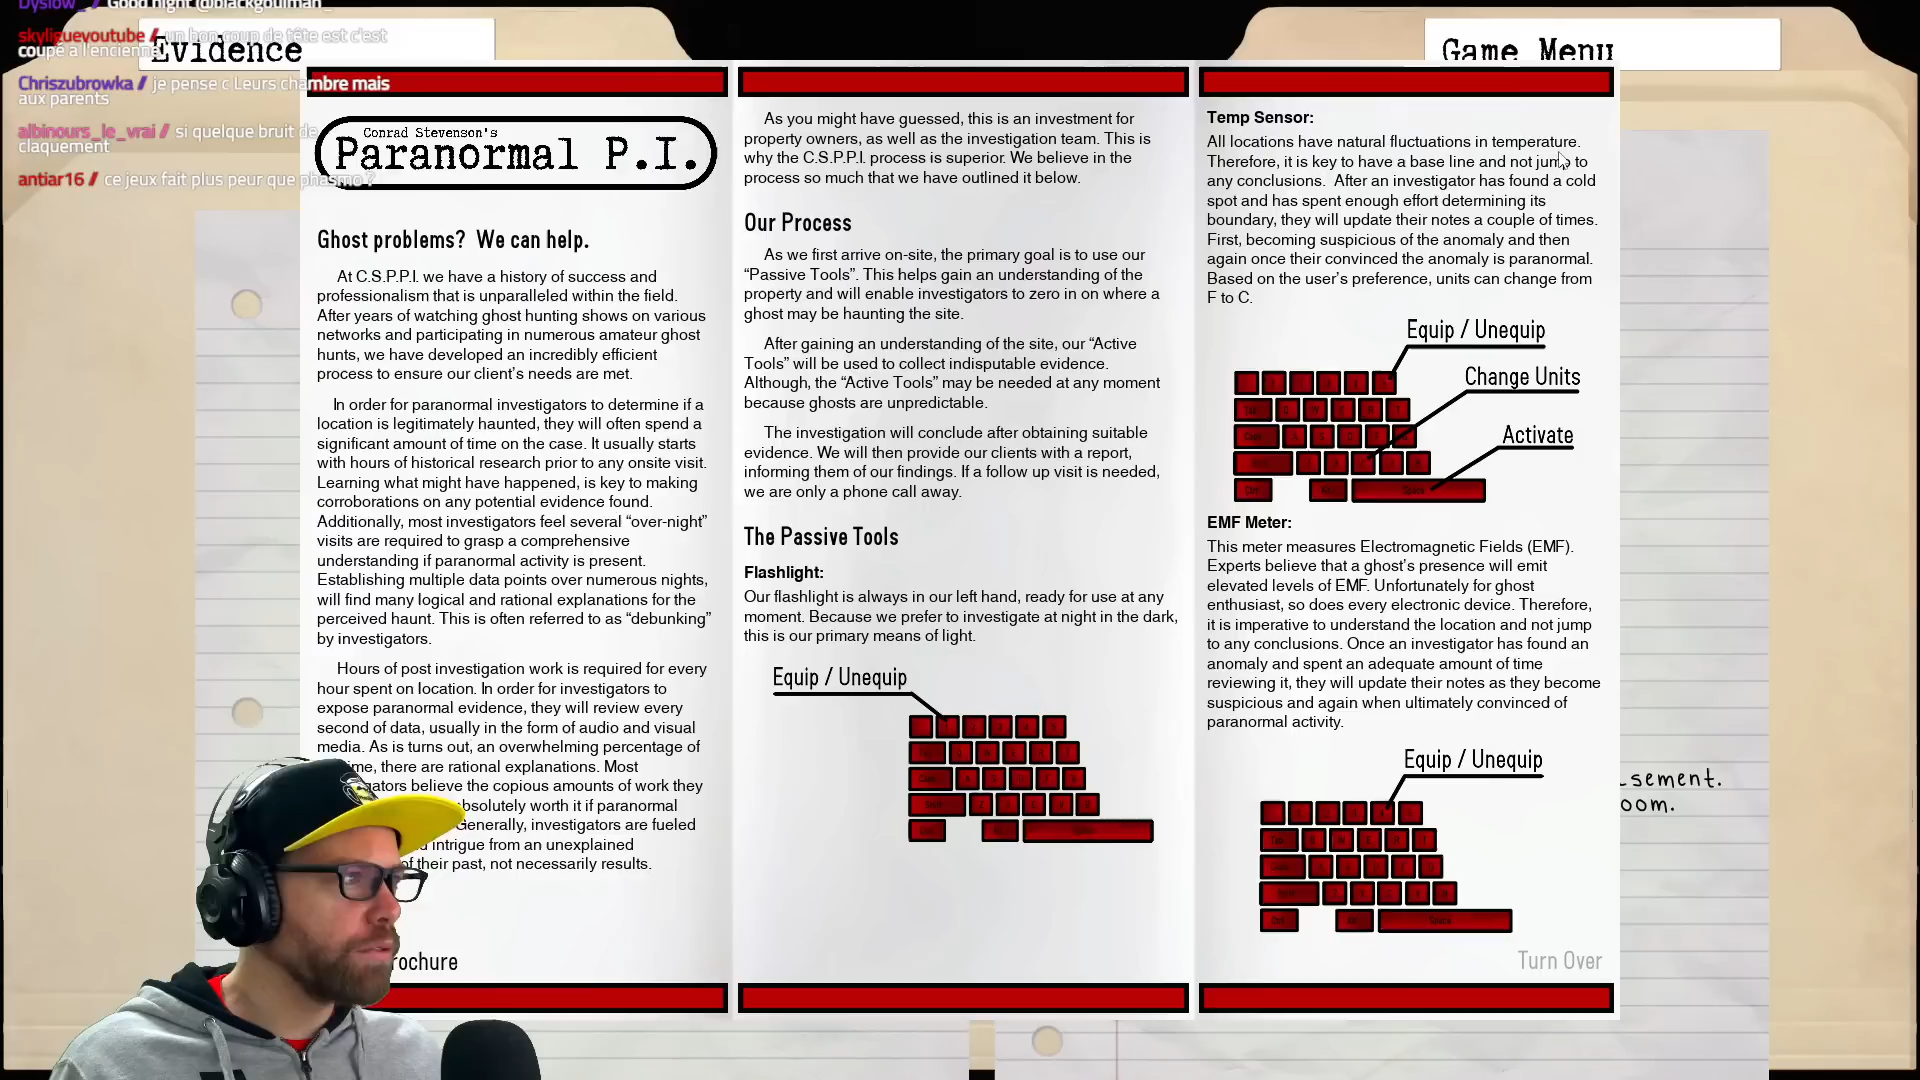 Dyslow_ / Good night @blackgoulman_
skyligueyoutube // un bon coup de tête est c'est
coupé a l'encienne
Chriszubrowka // je pense c Leurs chambre mais
aux parents
albinours_le_vrai // si quelque bruit de
claquement
antiar16 // ce jeux fait plus peur que phasmo ?
Evidence
Game Menu
Conrad Stevenson's
Paranormal P.I.
Ghost problems? We can help.
At C.S.P.P.I. we have a history of success and
professionalism that is unparalleled within the field.
After years of watching ghost hunting shows on various
networks and participating in numerous amateur ghost
hunts, we have developed an incredibly efficient
process to ensure our client's needs are met.
In order for paranormal investigators to determine if a
location is legitimately haunted, they will often spend a
significant amount of time on the case. It usually starts
with hours of historical research prior to any onsite visit.
Learning what might have happened, is key to making
corroborations on any potential evidence found.
Additionally, most investigators feel several “over-night”
visits are required to grasp a comprehensive
understanding if paranormal activity is present.
Establishing multiple data points over numerous nights,
will find many logical and rational explanations for the
perceived haunt. This is often referred to as “debunking”
by investigators.
Hours of post investigation work is required for every
hour spent on location. In order for investigators to
expose paranormal evidence, they will review every
second of data, usually in the form of audio and visual
media. As is turns out, an overwhelming percentage of
ime, there are rational explanations. Most
gators believe the copious amounts of work they
bsolutely worth it if paranormal
Generally, investigators are fueled
d intrigue from an unexplained
of their past, not necessarily results.
rochure
As you might have guessed, this is an investment for
property owners, as well as the investigation team. This is
why the C.S.P.P.I. process is superior. We believe in the
process so much that we have outlined it below.
Our Process
As we first arrive on-site, the primary goal is to use our
“Passive Tools”. This helps gain an understanding of the
property and will enable investigators to zero in on where a
ghost may be haunting the site.
After gaining an understanding of the site, our “Active
Tools” will be used to collect indisputable evidence.
Although, the “Active Tools” may be needed at any moment
because ghosts are unpredictable.
The investigation will conclude after obtaining suitable
evidence. We will then provide our clients with a report,
informing them of our findings. If a follow up visit is needed,
we are only a phone call away.
The Passive Tools
Flashlight:
Our flashlight is always in our left hand, ready for use at any
moment. Because we prefer to investigate at night in the dark,
this is our primary means of light.
Equip / Unequip
Temp Sensor:
All locations have natural fluctuations in temperature.
Therefore, it is key to have a base line and not jump to
any conclusions. After an investigator has found a cold
spot and has spent enough effort determining its
boundary, they will update their notes a couple of times.
First, becoming suspicious of the anomaly and then
again once their convinced the anomaly is paranormal.
Based on the user's preference, units can change from
F to C.
Equip / Unequip
Change Units
Activate
EMF Meter:
This meter measures Electromagnetic Fields (EMF).
Experts believe that a ghost's presence will emit
elevated levels of EMF. Unfortunately for ghost
enthusiast, so does every electronic device. Therefore,
it is imperative to understand the location and not jump
to any conclusions. Once an investigator has found an
anomaly and spent an adequate amount of time
reviewing it, they will update their notes as they become
suspicious and again when ultimately convinced of
paranormal activity.
Equip / Unequip
Turn Over
sement.
oom.